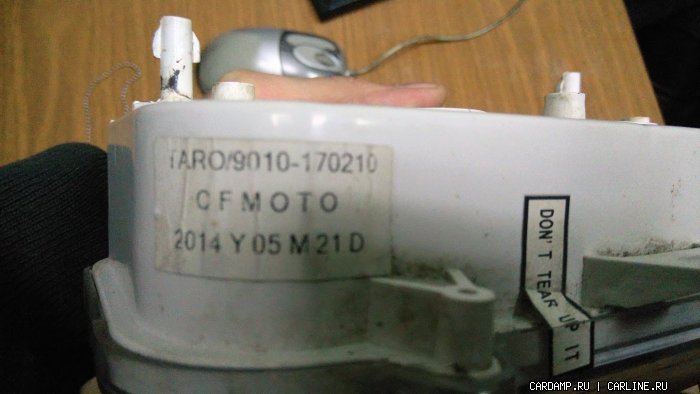 TARO/9010-170210
CFMOTO
2014 Y 05 M 21 D
DON'T TEAR UP IT
CARDAMP.RU | CARLINE.RU